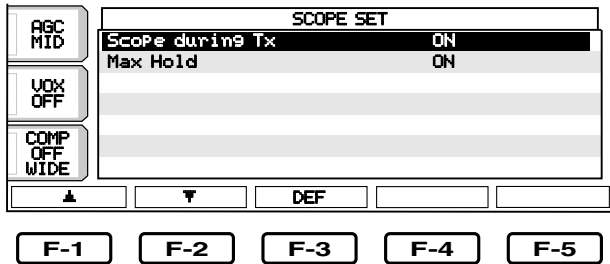 AGC
MID
VOX
OFF
COMP
OFF
WIDE
SCOPE SET
Scope during Tx ON
Max Hold ON
▲ ▼ DEF
F-1 F-2 F-3 F-4 F-5